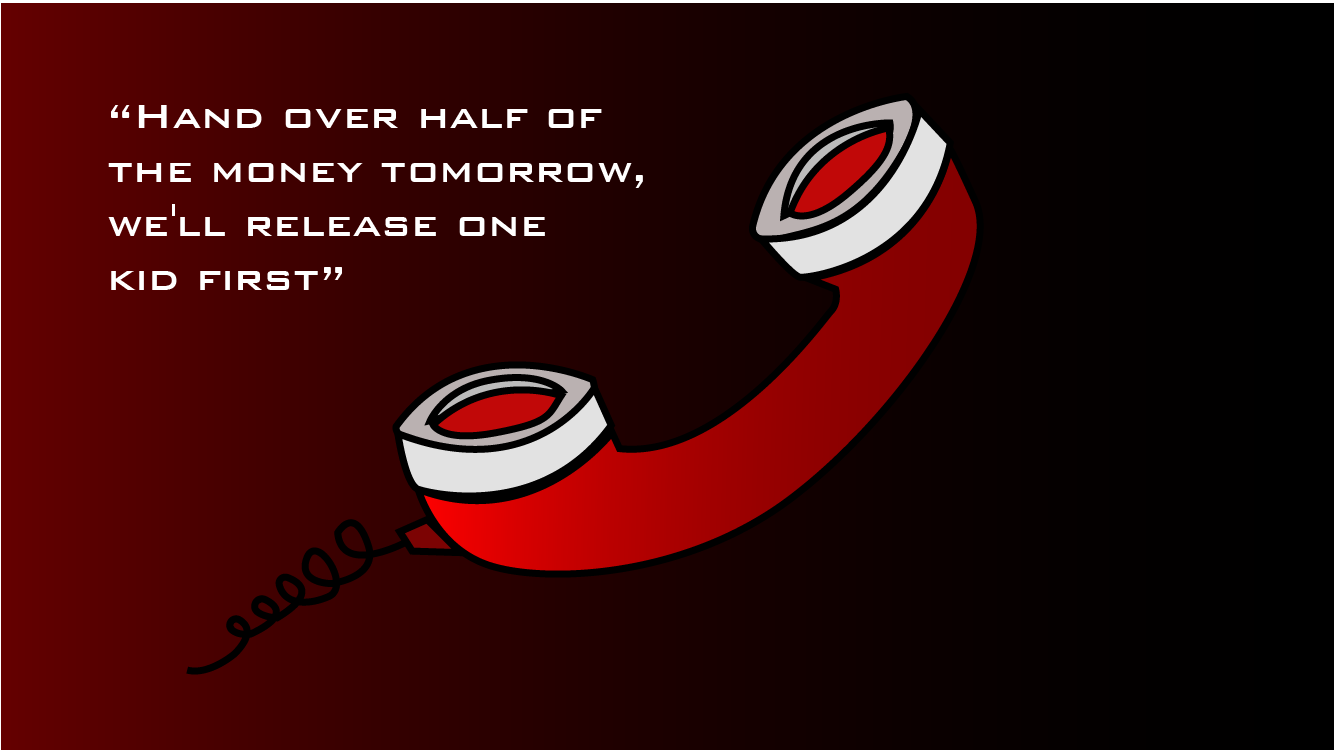 “Hand over half of
the money tomorrow,
we'll release one
kid first”